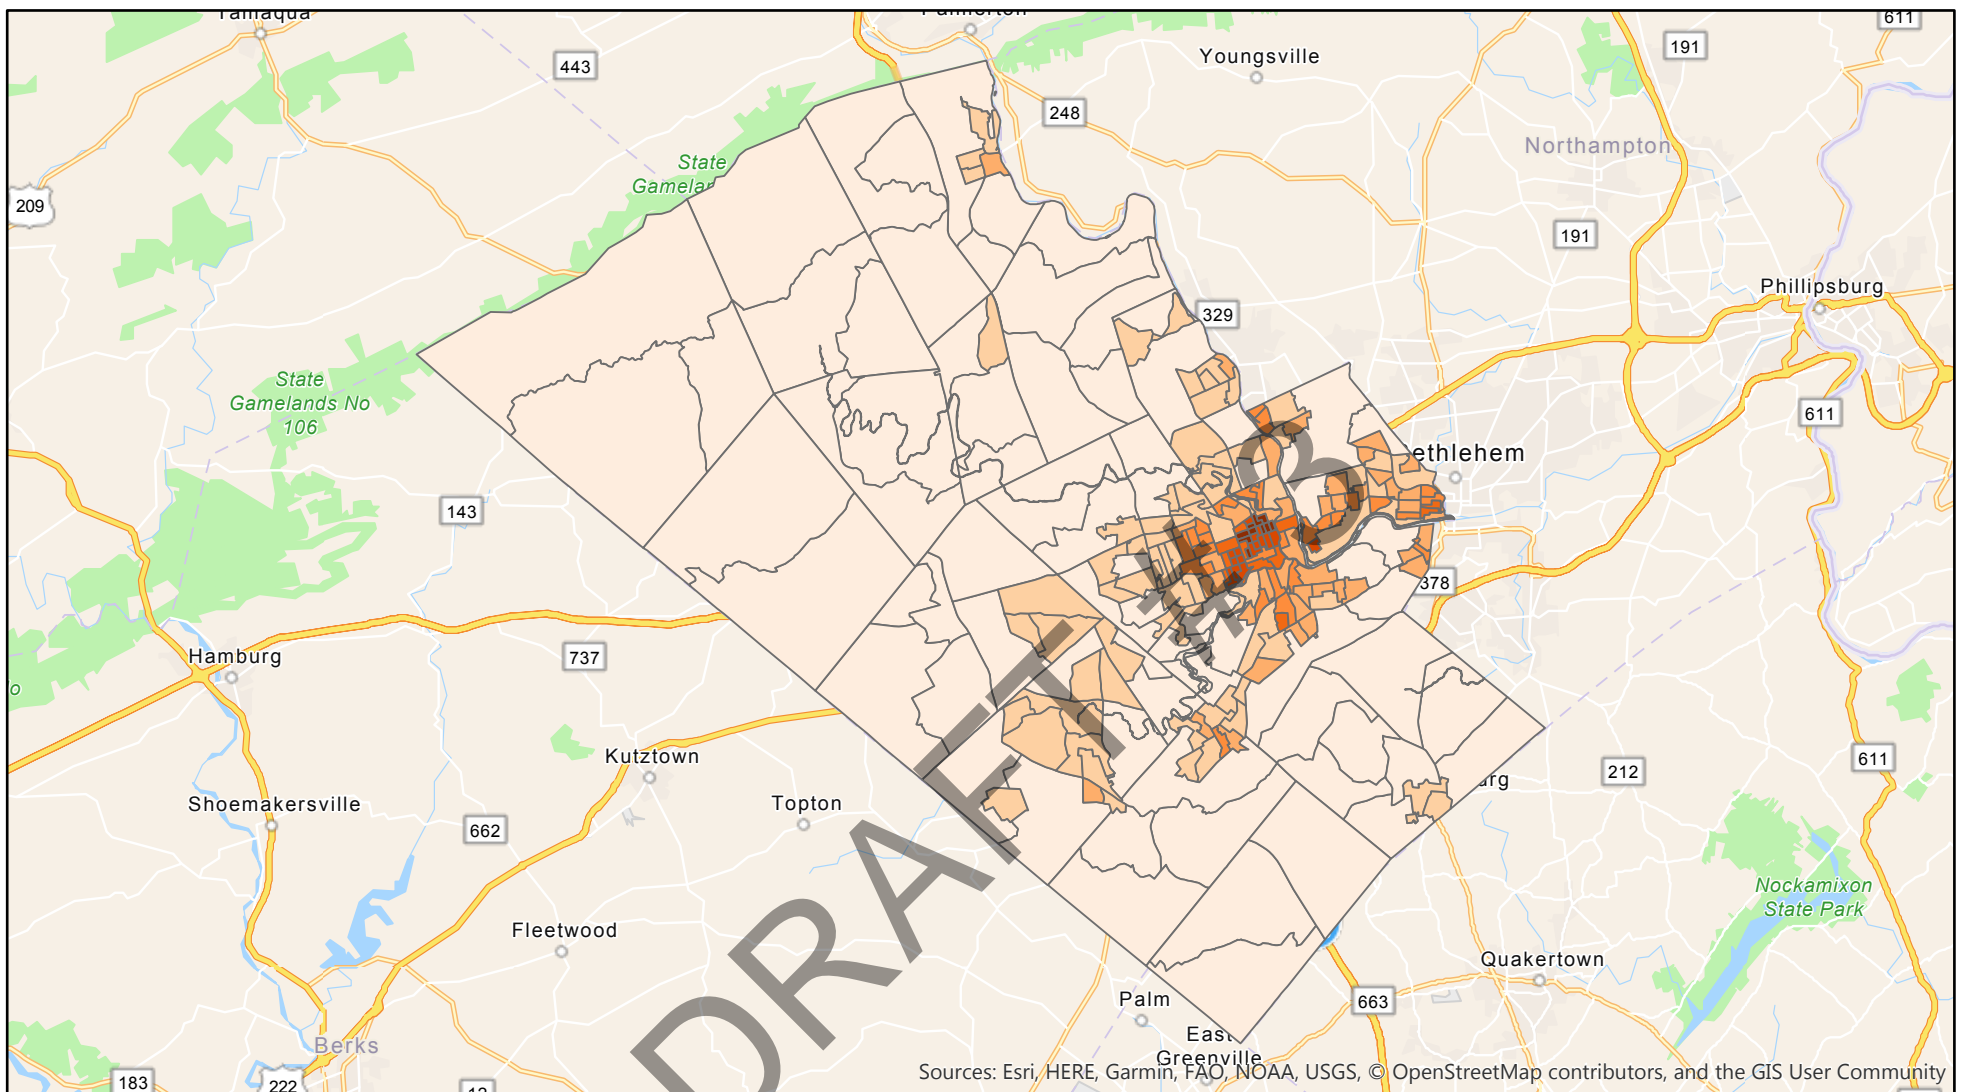 Tamaqua
Palmerton
611
191
Youngsville
443
248
Northampton
State
209
191
Phillipsburg
329
611
State
Gamelands No
106
ethlehem
143
378
Hamburg
737
Kutztown
611
212
Topton
Shoemakersville
662
Nockamixon
State Park
Fleetwood
Quakertown
Palm
663
East
Greenville
Berks
183
222
DRAFT #3
Sources: Esri, HERE, Garmin, FAO, NOAA, USGS, © OpenStreetMap contributors, and the GIS User Community